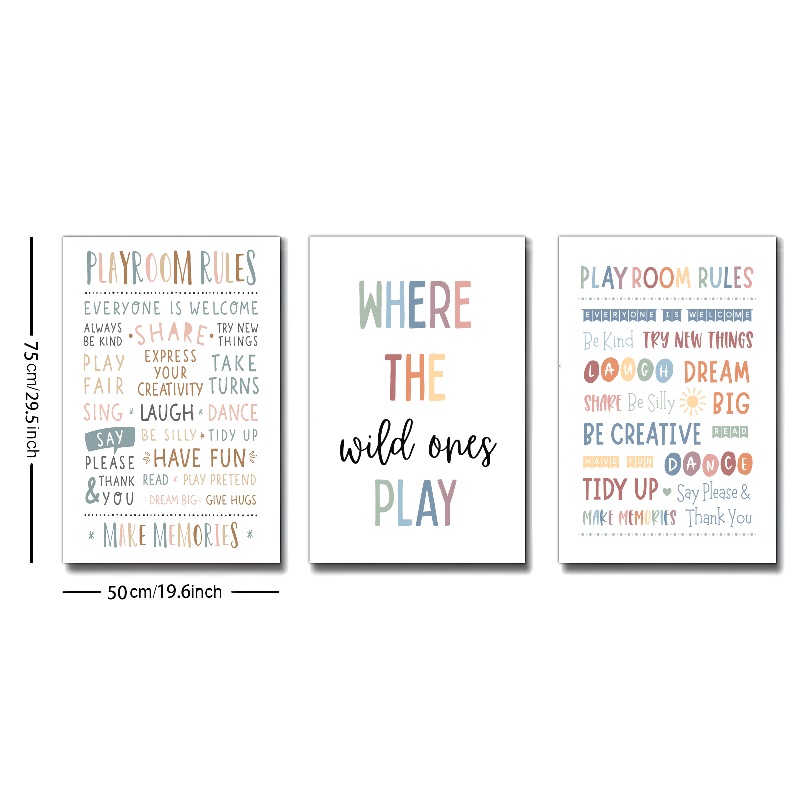 75cm/29.5inch
50cm/19.6inch
PLAYROOM RULES
EVERYONE IS WELCOME
ALWAYS BE KIND
SHARE
TRY NEW THINGS
PLAY FAIR
EXPRESS YOUR CREATIVITY
TAKE TURNS
SING * LAUGH * DANCE
SAY PLEASE & THANK YOU
BE SILLY ★ TIDY UP
HAVE FUN
READ * PLAY PRETEND
DREAM BIG GIVE HUGS
* MAKE MEMORIES *
WHERE
THE
wild ones
PLAY
PLAYROOM RULES
EVERYONE IS WELCOME
Be Kind TRY NEW THINGS
LAUGH DREAM
SHARE Be Silly BIG
BE CREATIVE READ
HAVE FUN DANCE
TIDY UP ♥ Say Please &
MAKE MEMORIES Thank You